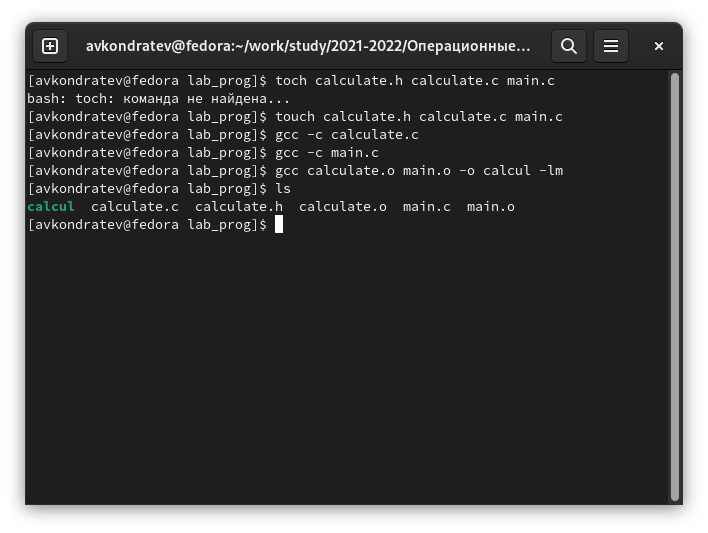 avkondratev@fedora:~/work/study/2021-2022/Операционные...
[avkondratev@fedora lab_prog]$ toch calculate.h calculate.c main.c
bash: toch: команда не найдена...
[avkondratev@fedora lab_prog]$ touch calculate.h calculate.c main.c
[avkondratev@fedora lab_prog]$ gcc -c calculate.c
[avkondratev@fedora lab_prog]$ gcc -c main.c
[avkondratev@fedora lab_prog]$ gcc calculate.o main.o -o calcul -lm
[avkondratev@fedora lab_prog]$ ls
calcul  calculate.c  calculate.h  calculate.o  main.c  main.o
[avkondratev@fedora lab_prog]$